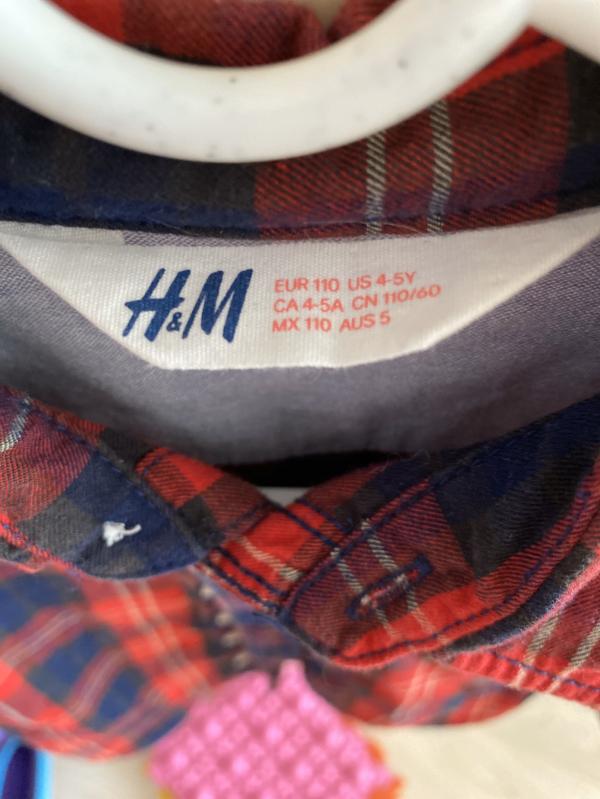 H&M
EUR 110 US 4-5Y
CA 4-5A CN 110/60
MX 110 AUS 5